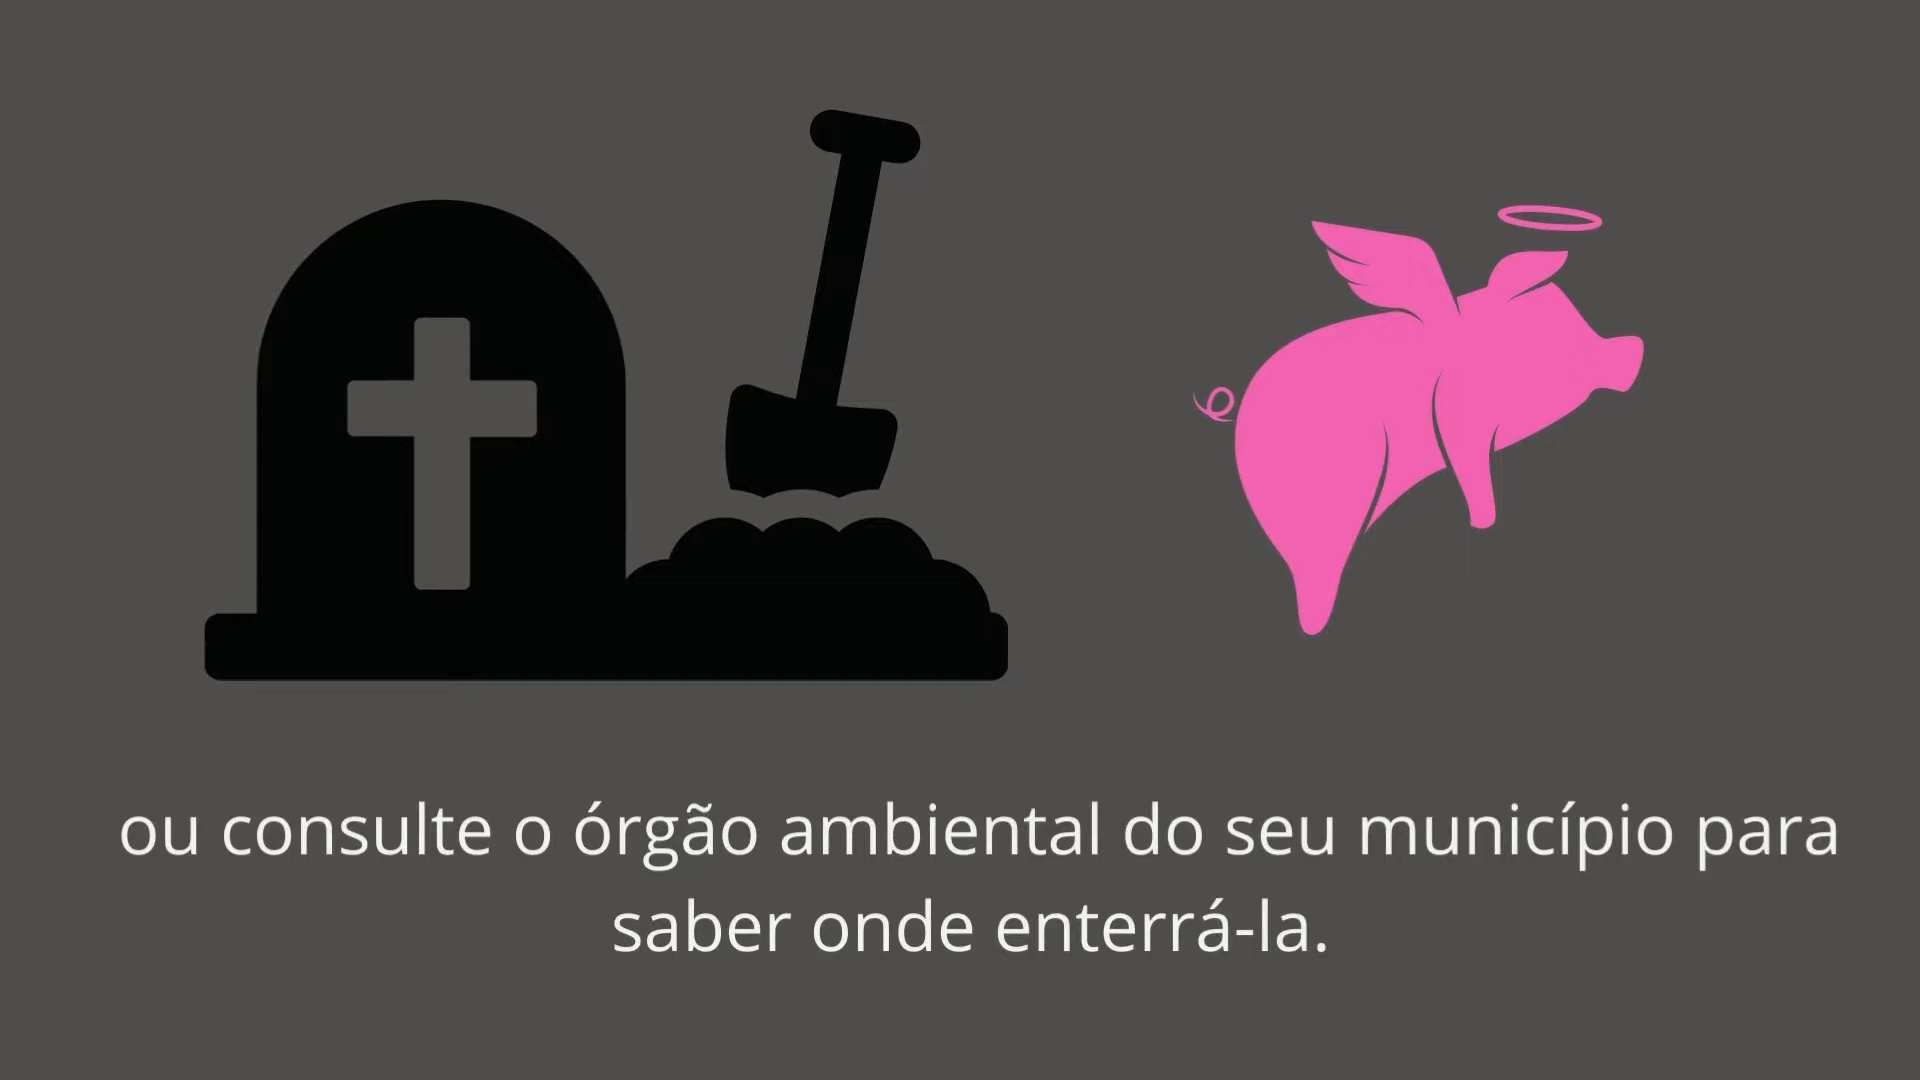 ou consulte o órgão ambiental do seu município para
saber onde enterrá-la.